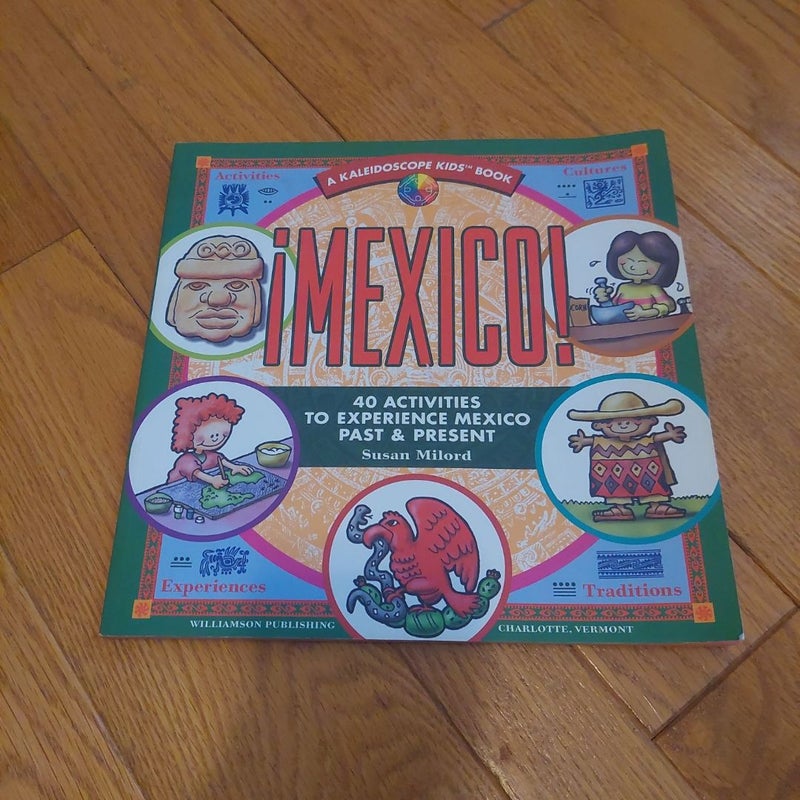 A KALEIDOSCOPE KIDS™ BOOK
Activities
Cultures
¡MEXICO!
CORN
40 ACTIVITIES
TO EXPERIENCE MEXICO
PAST & PRESENT
Susan Milord
Experiences
Traditions
WILLIAMSON PUBLISHING
CHARLOTTE, VERMONT